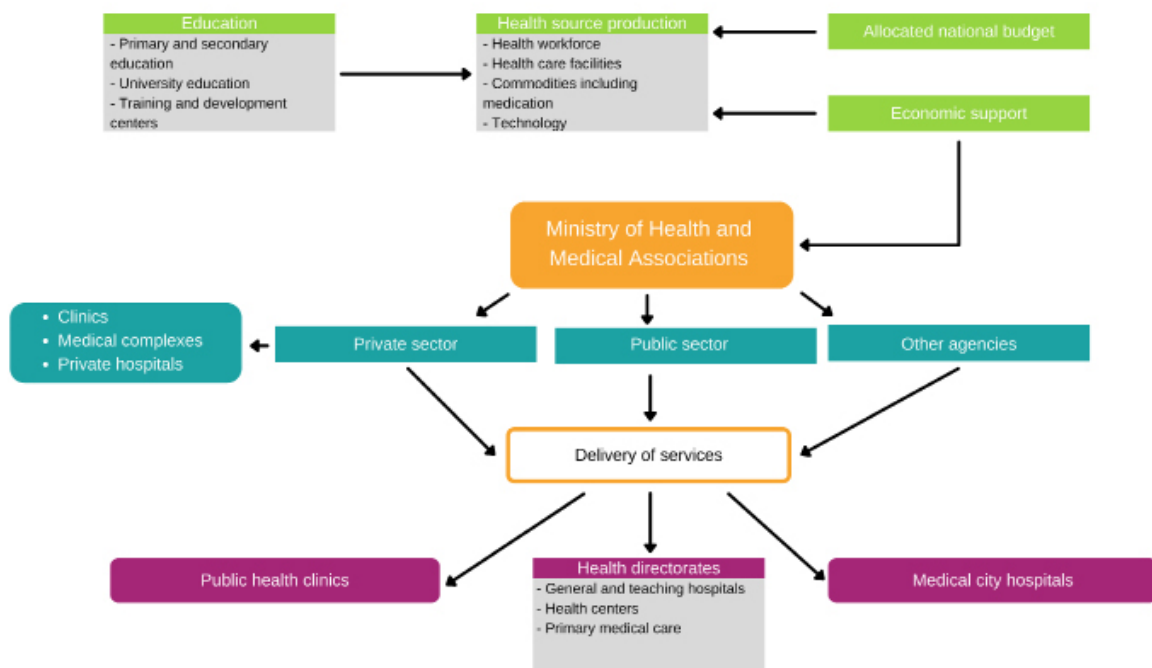 Education
- Primary and secondary
education
- University education
- Training and development
centers
Health source production
- Health workforce
- Health care facilities
- Commodities including
medication
- Technology
Allocated national budget
Economic support
Ministry of Health and
Medical Associations
• Clinics
• Medical complexes
• Private hospitals
Private sector
Public sector
Other agencies
Delivery of services
Public health clinics
Health directorates
- General and teaching hospitals
- Health centers
- Primary medical care
Medical city hospitals